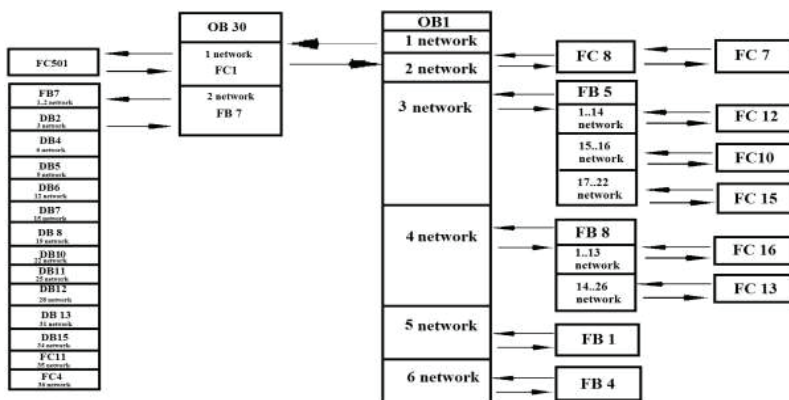 OB 30
1 network
FC1
2 network
FB 7
FC501
FB7
1..2 network
DB2
3 network
DB4
6 network
DB5
9 network
DB6
12 network
DB7
15 network
DB 8
19 network
DB10
22 network
DB11
25 network
DB12
28 network
DB 13
31 network
DB15
34 network
FC11
35 network
FC4
36 network
OB1
1 network
2 network
3 network
4 network
5 network
6 network
FC 8
FC 7
FB 5
1..14
network
15..16
network
17..22
network
FC 12
FC10
FC 15
FB 8
1..13
network
14..26
network
FC 16
FC 13
FB 1
FB 4